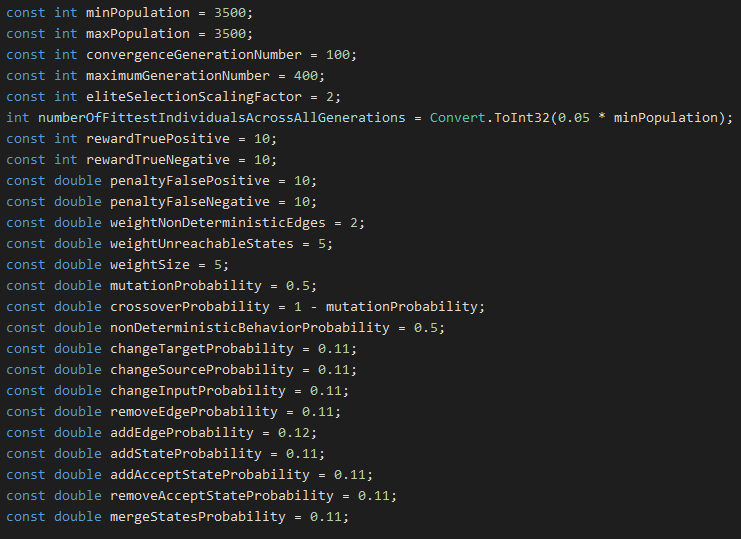 const int minPopulation = 3500;
const int maxPopulation = 3500;
const int convergenceGenerationNumber = 100;
const int maximumGenerationNumber = 400;
const int eliteSelectionScalingFactor = 2;
int numberOfFittestIndividualsAcrossAllGenerations = Convert.ToInt32(0.05 * minPopulation);
const int rewardTruePositive = 10;
const int rewardTrueNegative = 10;
const double penaltyFalsePositive = 10;
const double penaltyFalseNegative = 10;
const double weightNonDeterministicEdges = 2;
const double weightUnreachableStates = 5;
const double weightSize = 5;
const double mutationProbability = 0.5;
const double crossoverProbability = 1 - mutationProbability;
const double nonDeterministicBehaviorProbability = 0.5;
const double changeTargetProbability = 0.11;
const double changeSourceProbability = 0.11;
const double changeInputProbability = 0.11;
const double removeEdgeProbability = 0.11;
const double addEdgeProbability = 0.12;
const double addStateProbability = 0.11;
const double addAcceptStateProbability = 0.11;
const double removeAcceptStateProbability = 0.11;
const double mergeStatesProbability = 0.11;